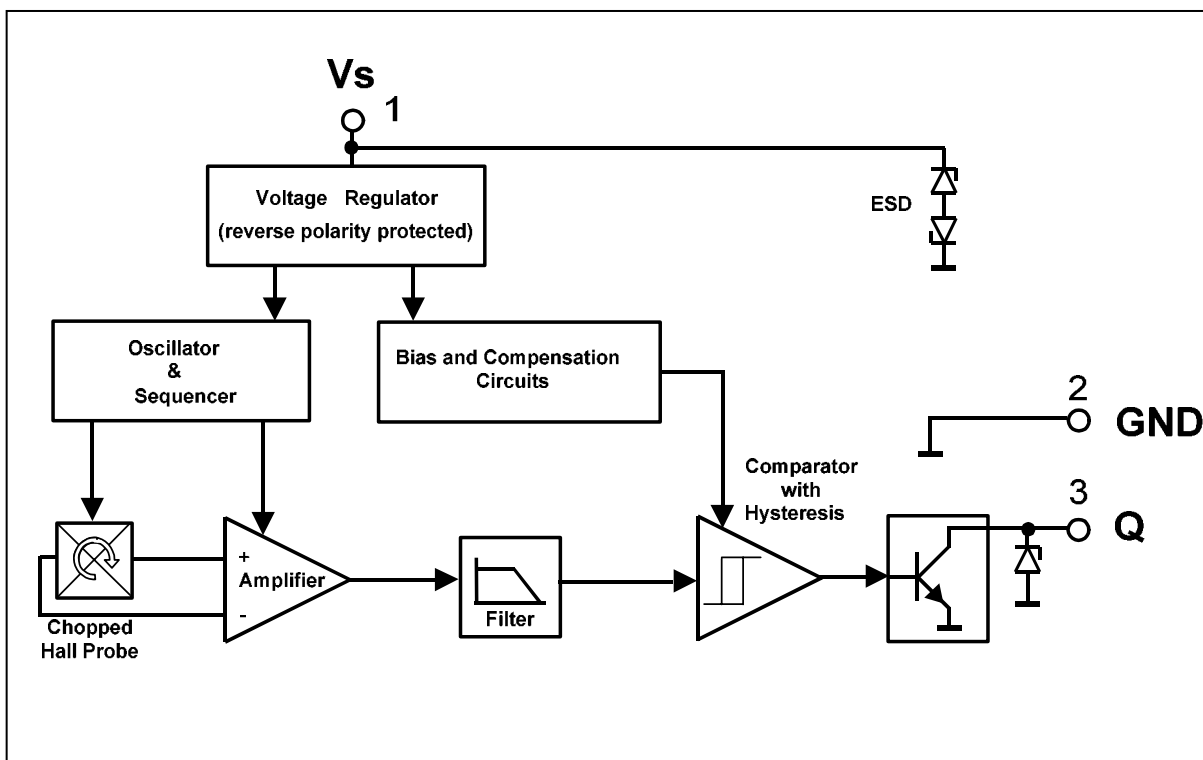 Vs
1
Voltage Regulator
(reverse polarity protected)
ESD
Oscillator
&
Sequencer
Bias and Compensation
Circuits
2
GND
Comparator
with
Hysteresis
3
Q
+
Amplifier
-
Filter
Chopped
Hall Probe